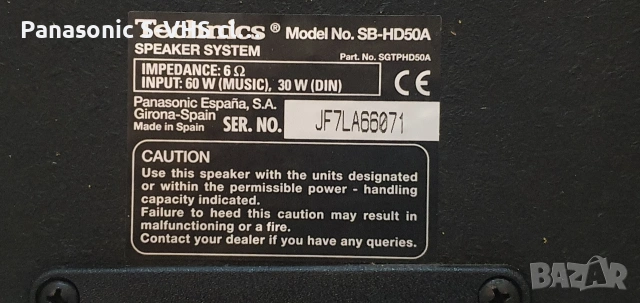 Panasonic S-VHS
Technics® Model No. SB-HD50A
SPEAKER SYSTEM
Part. No. SGTPHD50A
IMPEDANCE: 6 Ω
INPUT: 60 W (MUSIC), 30 W (DIN)
CE
Panasonic España, S.A.
Girona-Spain
Made in Spain
SER. NO. JF7LA66071
CAUTION
Use this speaker with the units designated
or within the permissible power - handling
capacity indicated.
Failure to heed this caution may result in
malfunctioning or a fire.
Contact your dealer if you have any queries.
BAZAR